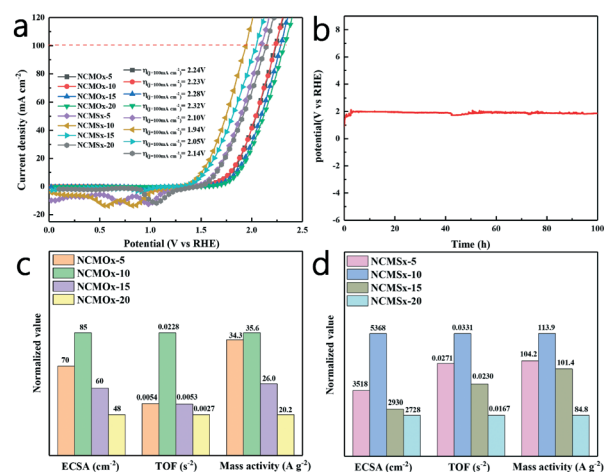 a
Current density (mA cm-2)
120
100
80
60
40
20
0
-20
0.0 0.5 1.0 1.5 2.0 2.5
Potential (V vs RHE)
NCMOx-5
NCMOx-10
NCMOx-15
NCMOx-20
NCMSx-5
NCMSx-10
NCMSx-15
NCMSx-20
η(J=100mA cm-2)= 2.24V
η(J=100mA cm-2)= 2.23V
η(J=100mA cm-2)= 2.28V
η(J=100mA cm-2)= 2.32V
η(J=100mA cm-2)= 2.10V
η(J=100mA cm-2)= 1.94V
η(J=100mA cm-2)= 2.05V
η(J=100mA cm-2)= 2.14V
b
potential(V vs RHE)
8
6
4
2
0
-2
-4
-6
0 20 40 60 80 100
Time (h)
c
Normalized value
NCMOx-5
NCMOx-10
NCMOx-15
NCMOx-20
70 85 60 48
0.0054 0.0228 0.0053 0.0027
34.3 35.6 26.0 20.2
ECSA (cm-2) TOF (s-2) Mass activity (A g-2)
d
Normalized value
NCMSx-5
NCMSx-10
NCMSx-15
NCMSx-20
3518 5368 2930 2728
0.0271 0.0331 0.0230 0.0167
104.2 113.9 101.4 84.8
ECSA (cm-2) TOF (s-2) Mass activity (A g-2)